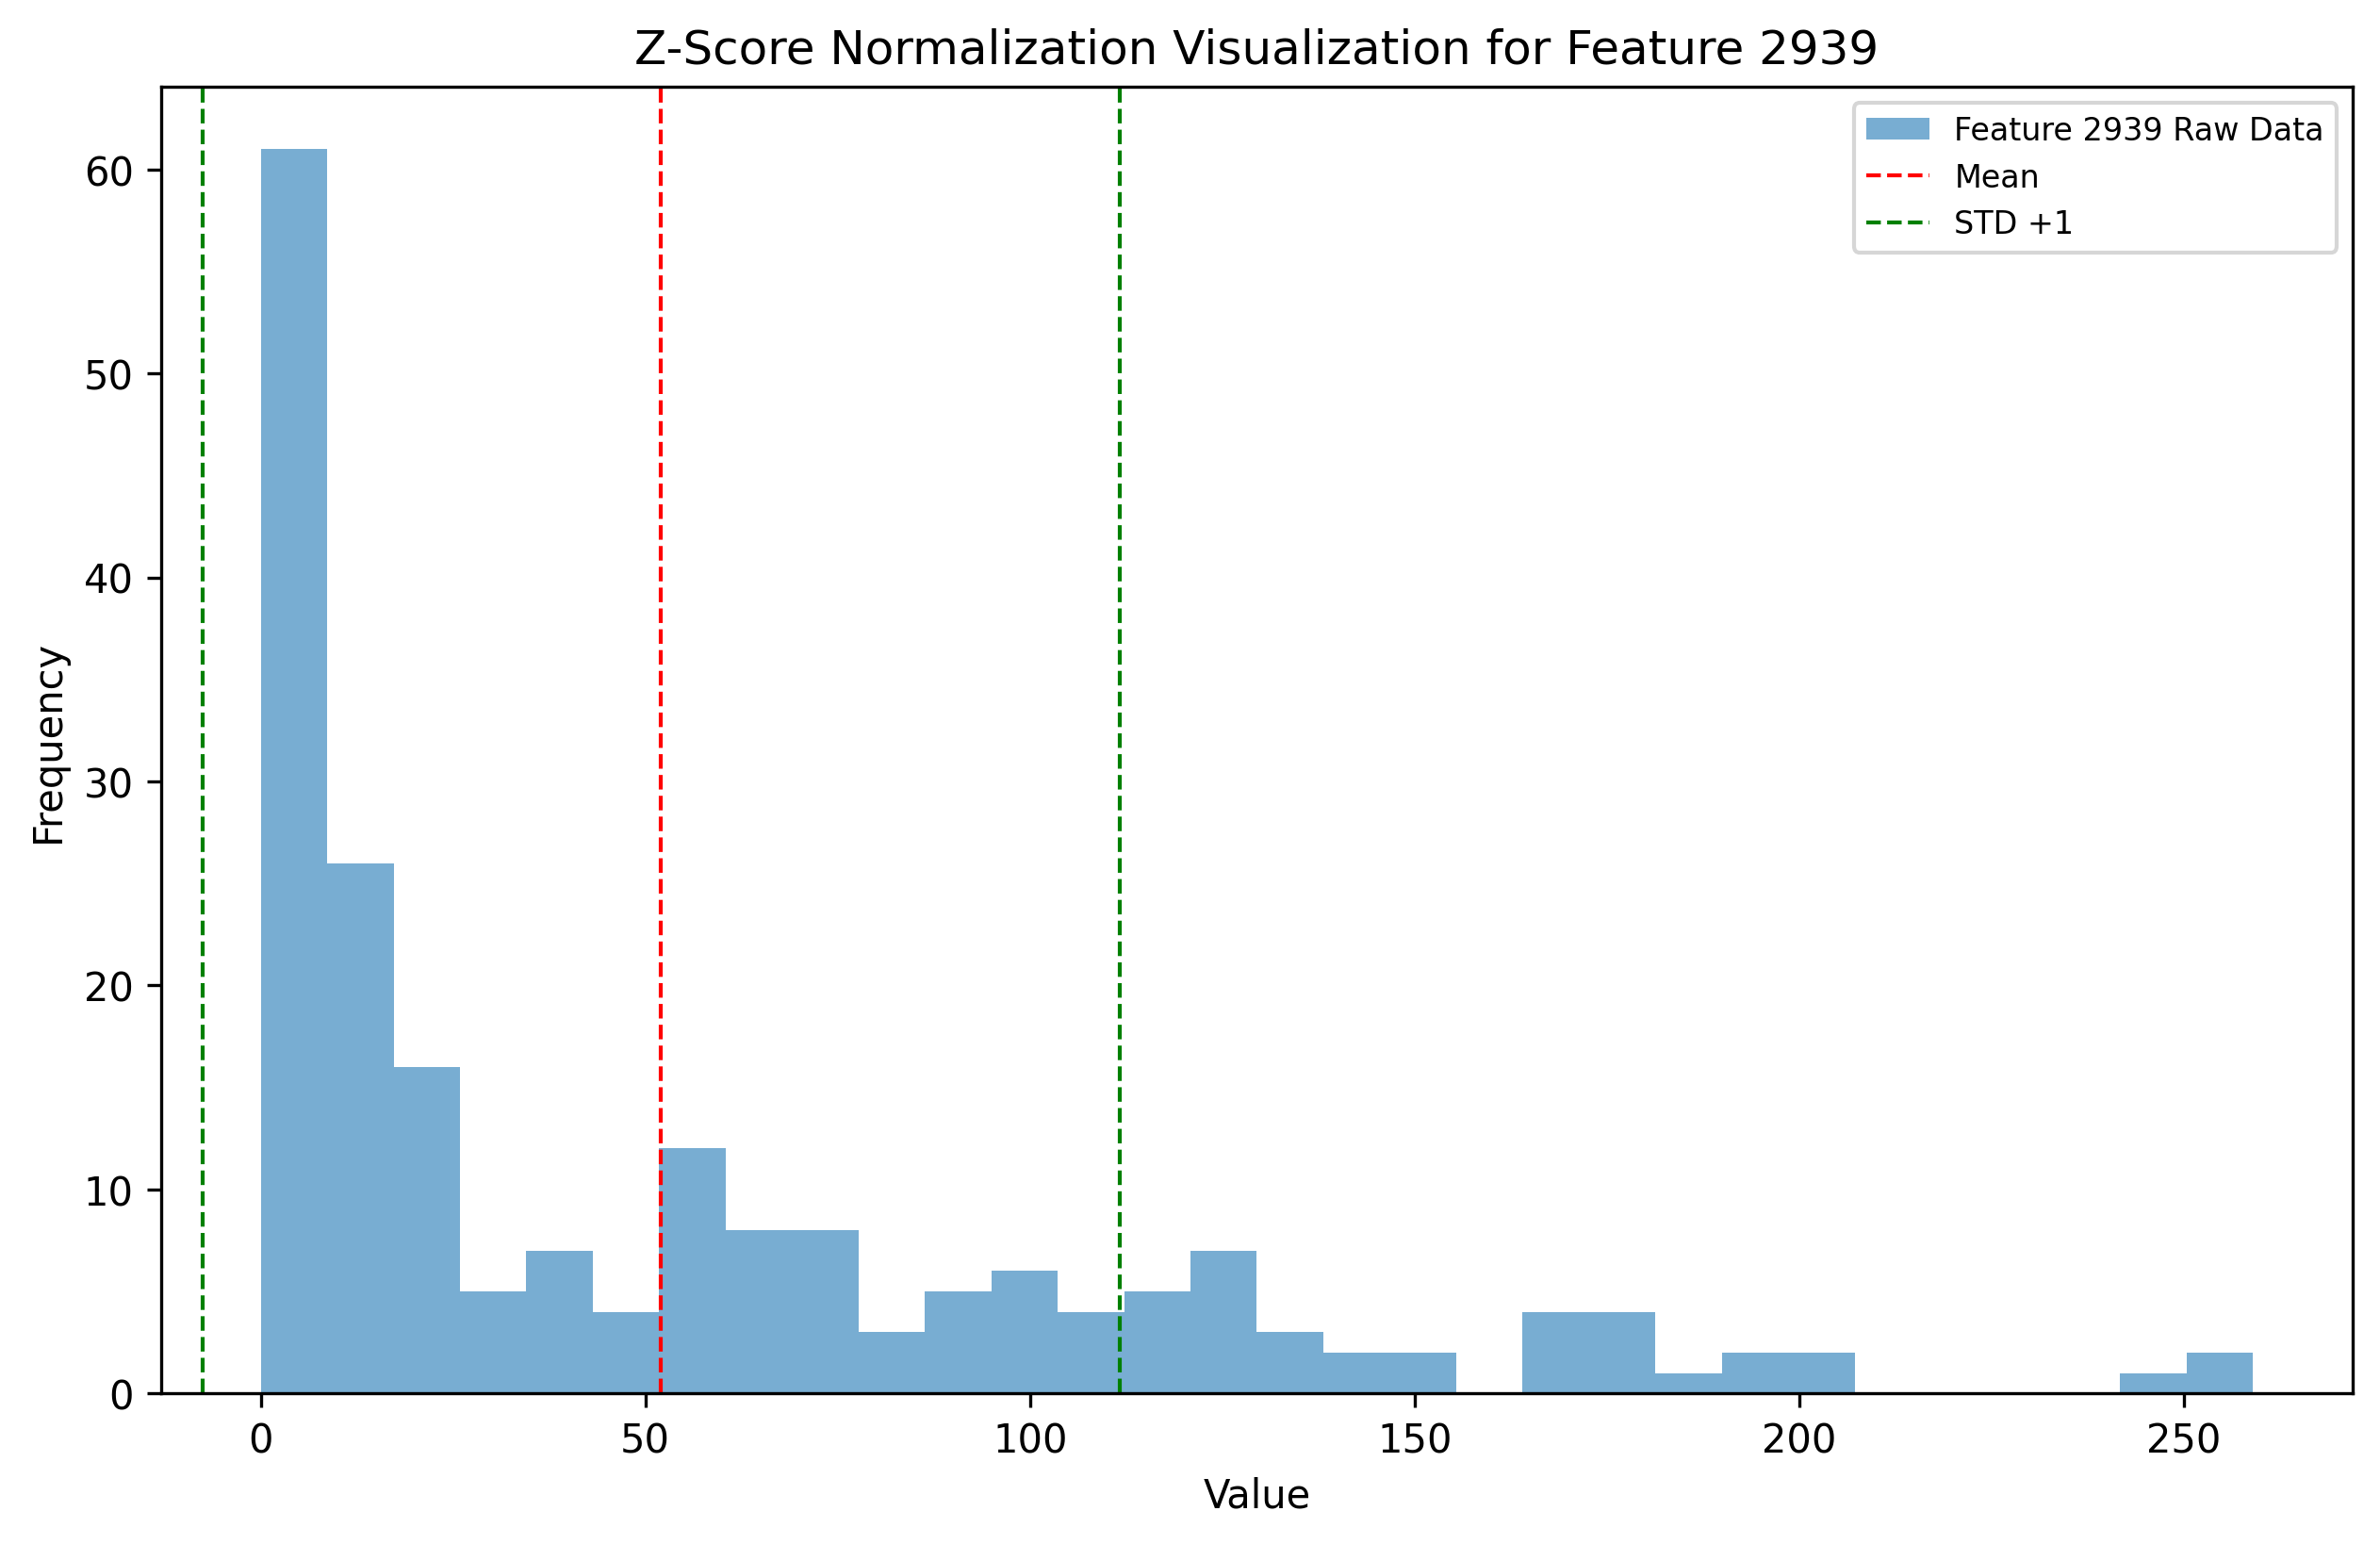 Z-Score Normalization Visualization for Feature 2939
Feature 2939 Raw Data
Mean
STD +1
Frequency
60
50
40
30
20
10
0
0 50 100 150 200 250
Value